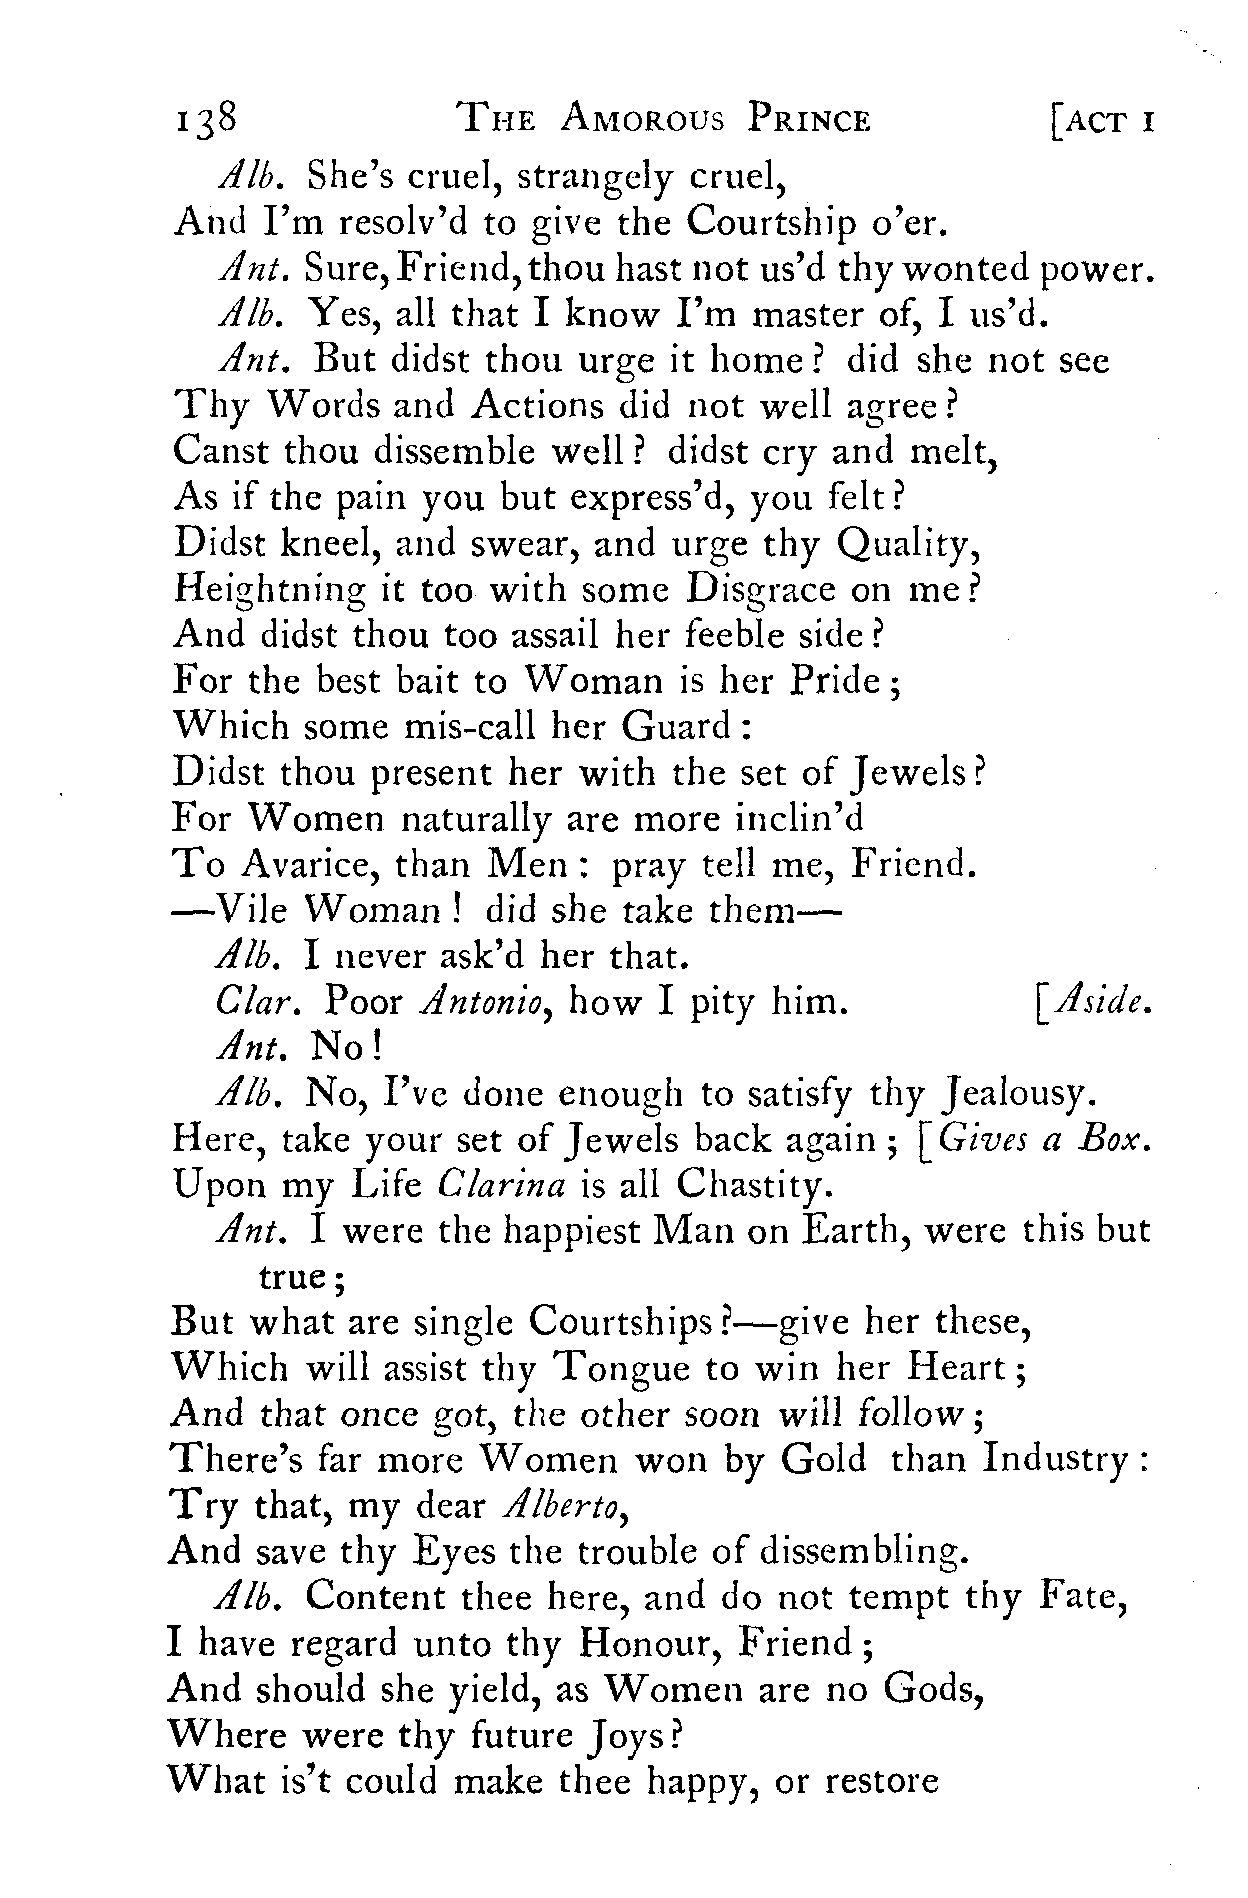 138 THE AMOROUS PRINCE [ACT I
Alb. She's cruel, strangely cruel,
And I'm resolv'd to give the Courtship o'er.
Ant. Sure, Friend, thou hast not us'd thy wonted power.
Alb. Yes, all that I know I'm master of, I us'd.
Ant. But didst thou urge it home? did she not see
Thy Words and Actions did not well agree?
Canst thou dissemble well? didst cry and melt,
As if the pain you but express'd, you felt?
Didst kneel, and swear, and urge thy Quality,
Heightning it too with some Disgrace on me?
And didst thou too assail her feeble side?
For the best bait to Woman is her Pride;
Which some mis-call her Guard:
Didst thou present her with the set of Jewels?
For Women naturally are more inclin'd
To Avarice, than Men: pray tell me, Friend.
—Vile Woman! did she take them—
Alb. I never ask'd her that.
Clar. Poor Antonio, how I pity him. [Aside.
Ant. No!
Alb. No, I've done enough to satisfy thy Jealousy.
Here, take your set of Jewels back again; [Gives a Box.
Upon my Life Clarina is all Chastity.
Ant. I were the happiest Man on Earth, were this but
true;
But what are single Courtships?—give her these,
Which will assist thy Tongue to win her Heart;
And that once got, the other soon will follow;
There's far more Women won by Gold than Industry:
Try that, my dear Alberto,
And save thy Eyes the trouble of dissembling.
Alb. Content thee here, and do not tempt thy Fate,
I have regard unto thy Honour, Friend;
And should she yield, as Women are no Gods,
Where were thy future Joys?
What is't could make thee happy, or restore